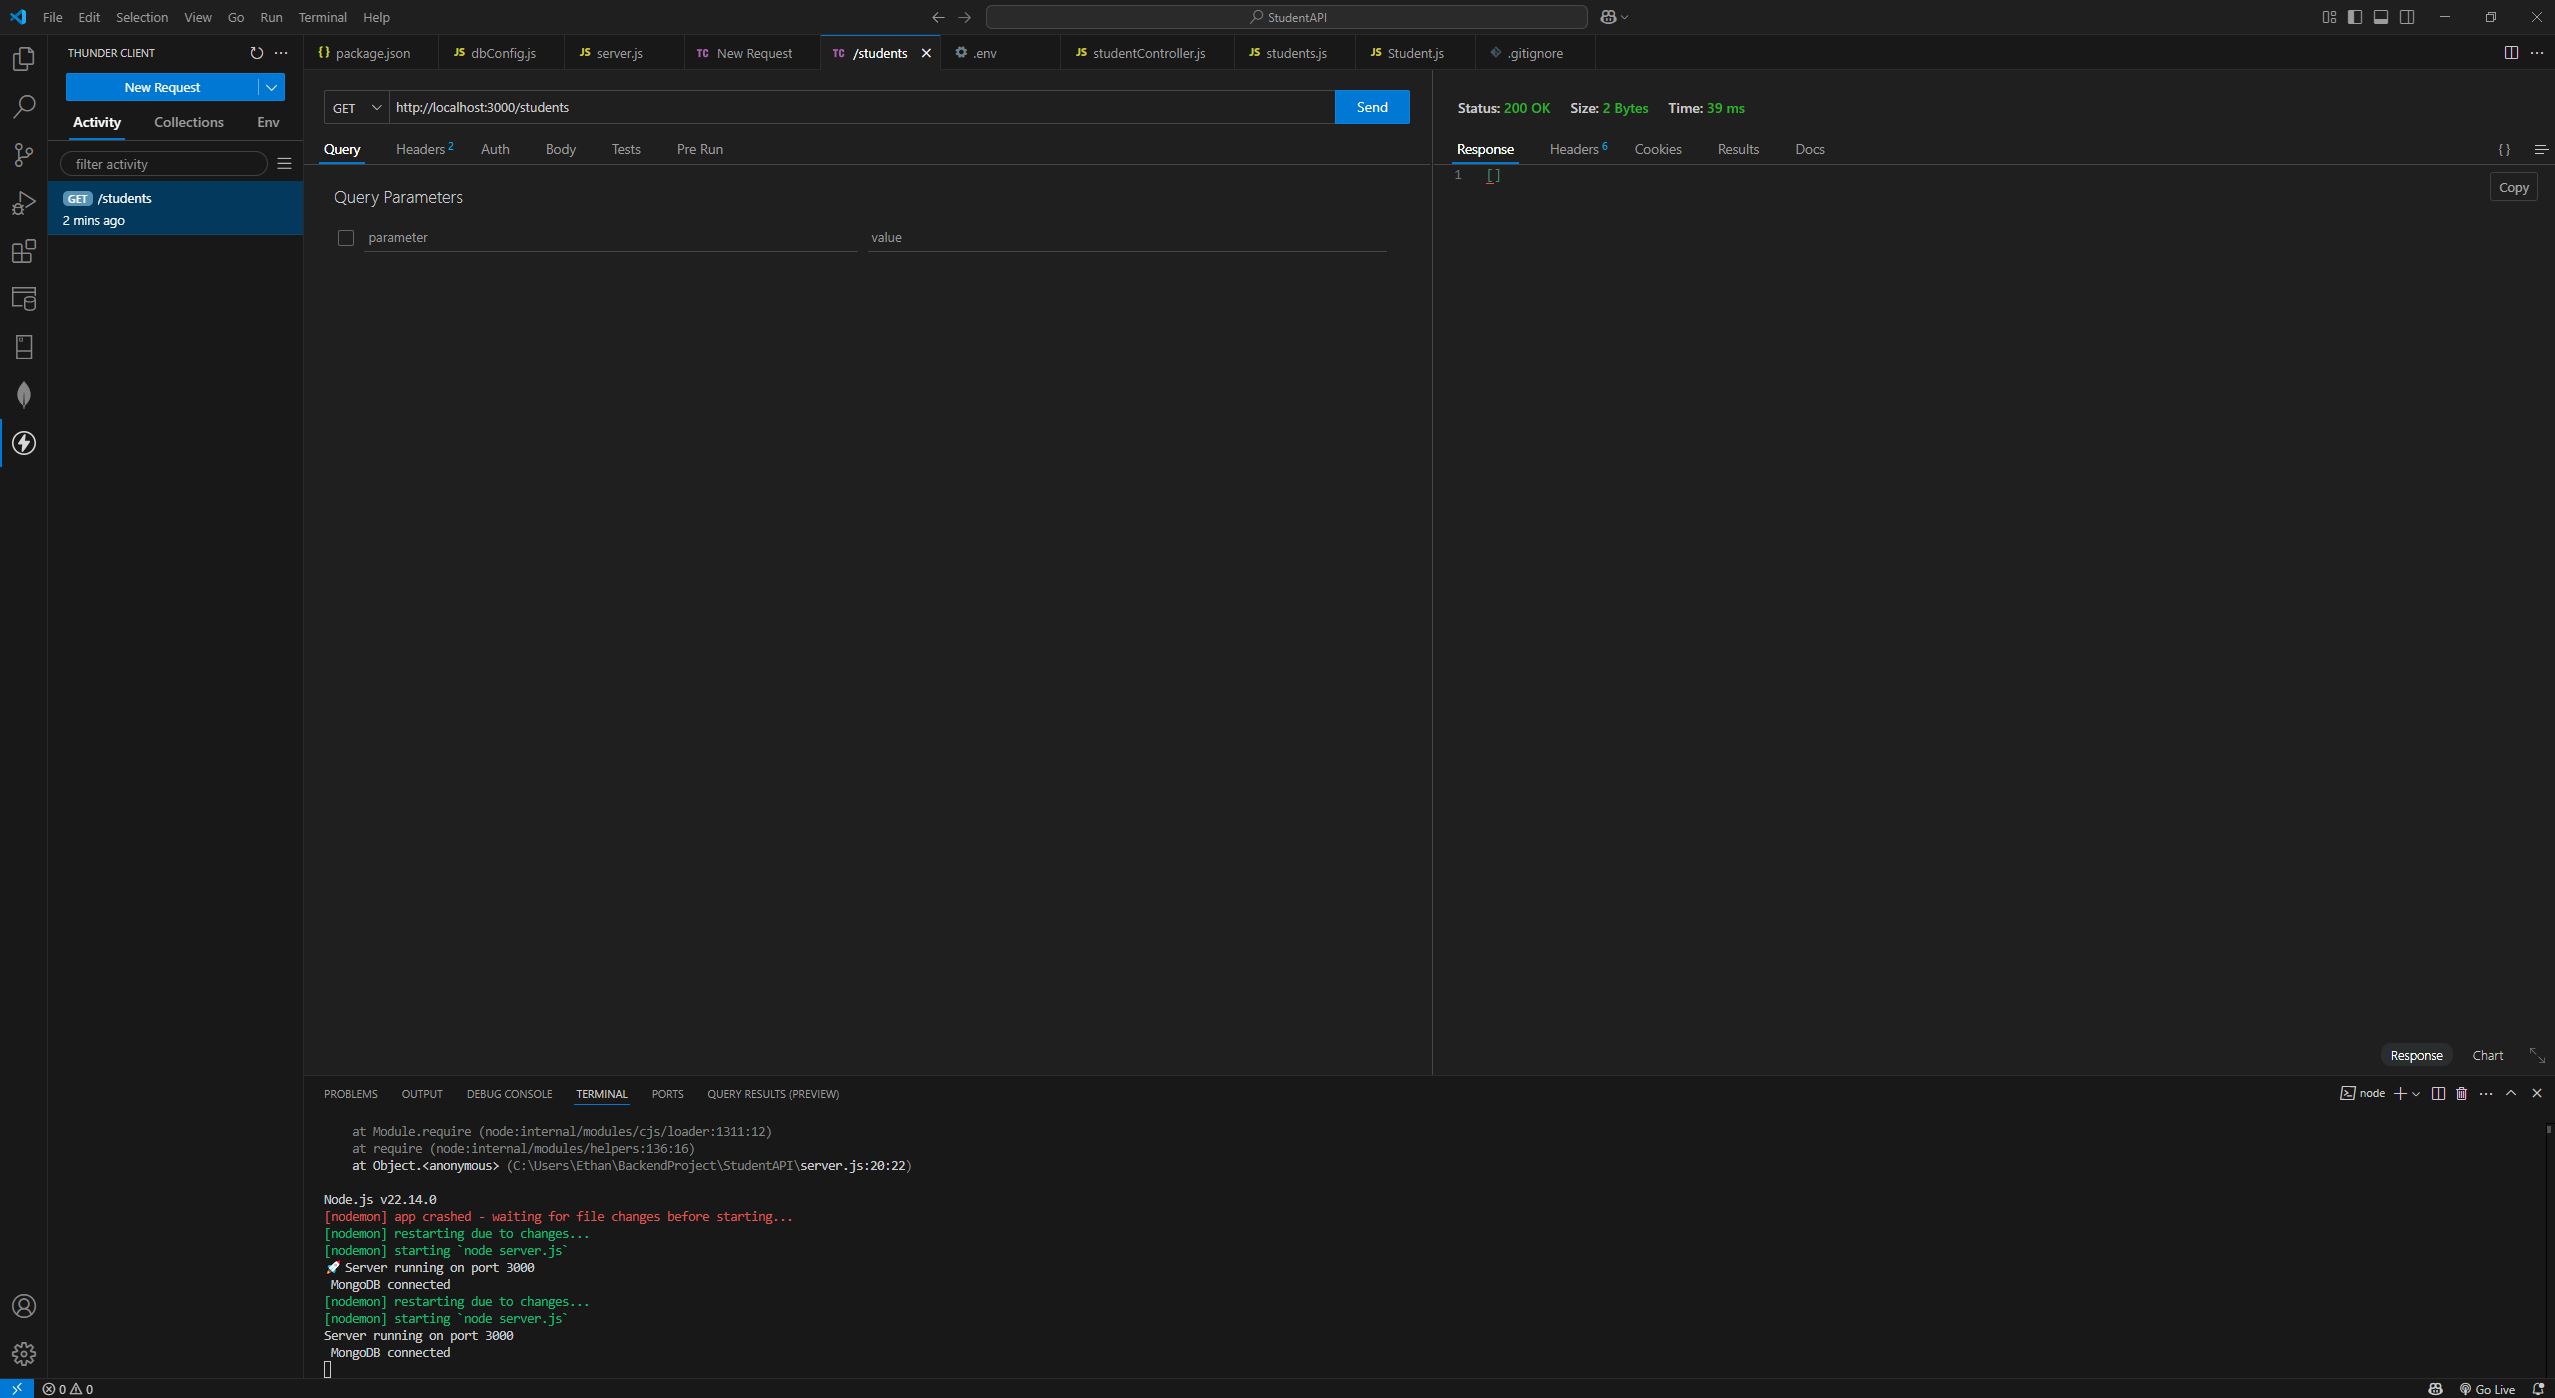 File Edit Selection View Go Run Terminal Help
StudentAPI
THUNDER CLIENT
package.json dbConfig.js server.js New Request /students .env studentController.js students.js Student.js .gitignore
New Request
Activity Collections Env
filter activity
GET /students
2 mins ago
GET http://localhost:3000/students Send
Query Headers 2 Auth Body Tests Pre Run
Query Parameters
parameter value
Status: 200 OK Size: 2 Bytes Time: 39 ms
Response Headers 6 Cookies Results Docs {}
1 []
Copy
Response Chart
PROBLEMS OUTPUT DEBUG CONSOLE TERMINAL PORTS QUERY RESULTS (PREVIEW)
node
at Module.require (node:internal/modules/cjs/loader:1311:12)
at require (node:internal/modules/helpers:136:16)
at Object.<anonymous> (C:\Users\Ethan\BackendProject\StudentAPI\server.js:20:22)
Node.js v22.14.0
[nodemon] app crashed - waiting for file changes before starting...
[nodemon] restarting due to changes...
[nodemon] starting `node server.js`
🚀 Server running on port 3000
MongoDB connected
[nodemon] restarting due to changes...
[nodemon] starting `node server.js`
Server running on port 3000
MongoDB connected
0 0
Go Live